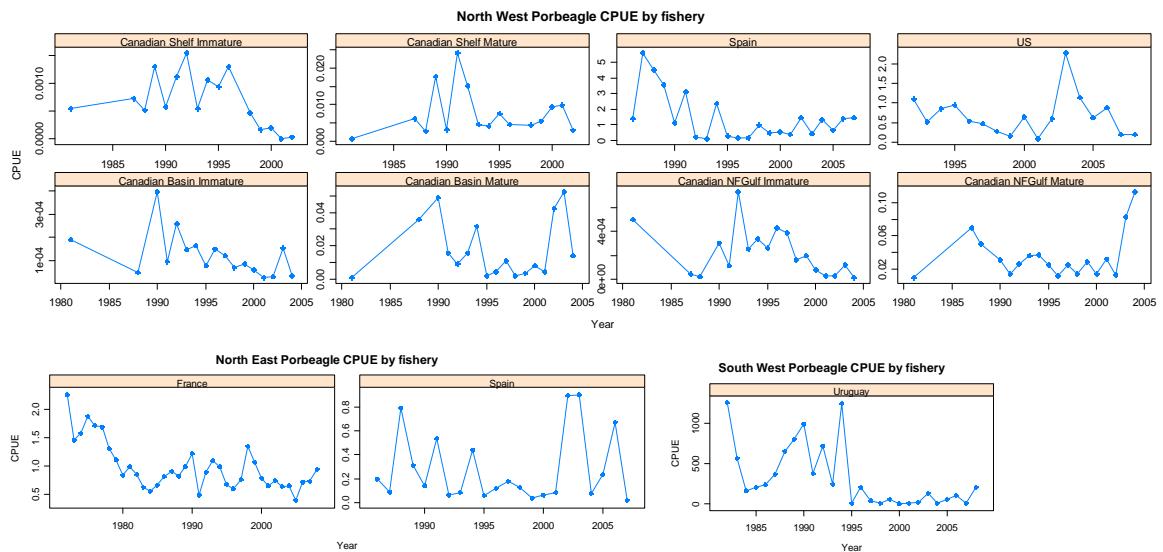 North West Porbeagle CPUE by fishery
Canadian Shelf Immature Canadian Shelf Mature Spain US
0.0000 0.0010
0.000 0.010 0.020
0 1 2 3 4 5
0.0 0.5 1.0 1.5 2.0
1985 1990 1995 2000
1985 1990 1995 2000
1990 1995 2000 2005
1995 2000 2005
CPUE
Canadian Basin Immature Canadian Basin Mature Canadian NFGulf Immature Canadian NFGulf Mature
1e-04 3e-04
0.00 0.02 0.04
0e+00 4e-04
0.02 0.06 0.10
1980 1985 1990 1995 2000 2005
1980 1985 1990 1995 2000 2005
1980 1985 1990 1995 2000 2005
1980 1985 1990 1995 2000 2005
Year
North East Porbeagle CPUE by fishery
France Spain
CPUE
0.5 1.0 1.5 2.0
0.0 0.2 0.4 0.6 0.8
1980 1990 2000
1990 1995 2000 2005
Year
South West Porbeagle CPUE by fishery
Uruguay
CPUE
0 500 1000
1985 1990 1995 2000 2005
Year